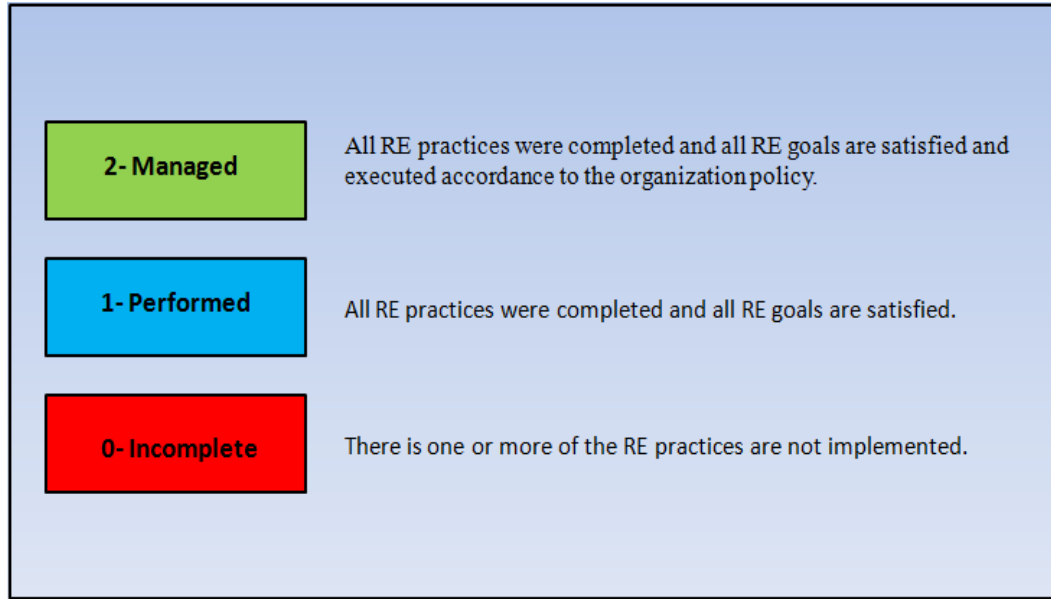 2- Managed
All RE practices were completed and all RE goals are satisfied and
executed accordance to the organization policy.
1- Performed
All RE practices were completed and all RE goals are satisfied.
0- Incomplete
There is one or more of the RE practices are not implemented.